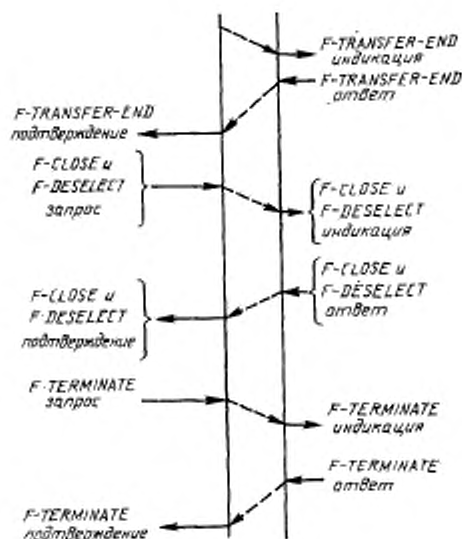 F-TRANSFER-END
индикация
F-TRANSFER-END
ответ
F-TRANSFER-END
подтверждение
F-CLOSE и
F-DESELECT
запрос
F-CLOSE и
F-DESELECT
индикация
F-CLOSE и
F-DESELECT
ответ
F-CLOSE и
F-DESELECT
подтверждение
F-TERMINATE
запрос
F-TERMINATE
индикация
F-TERMINATE
ответ
F-TERMINATE
подтверждение